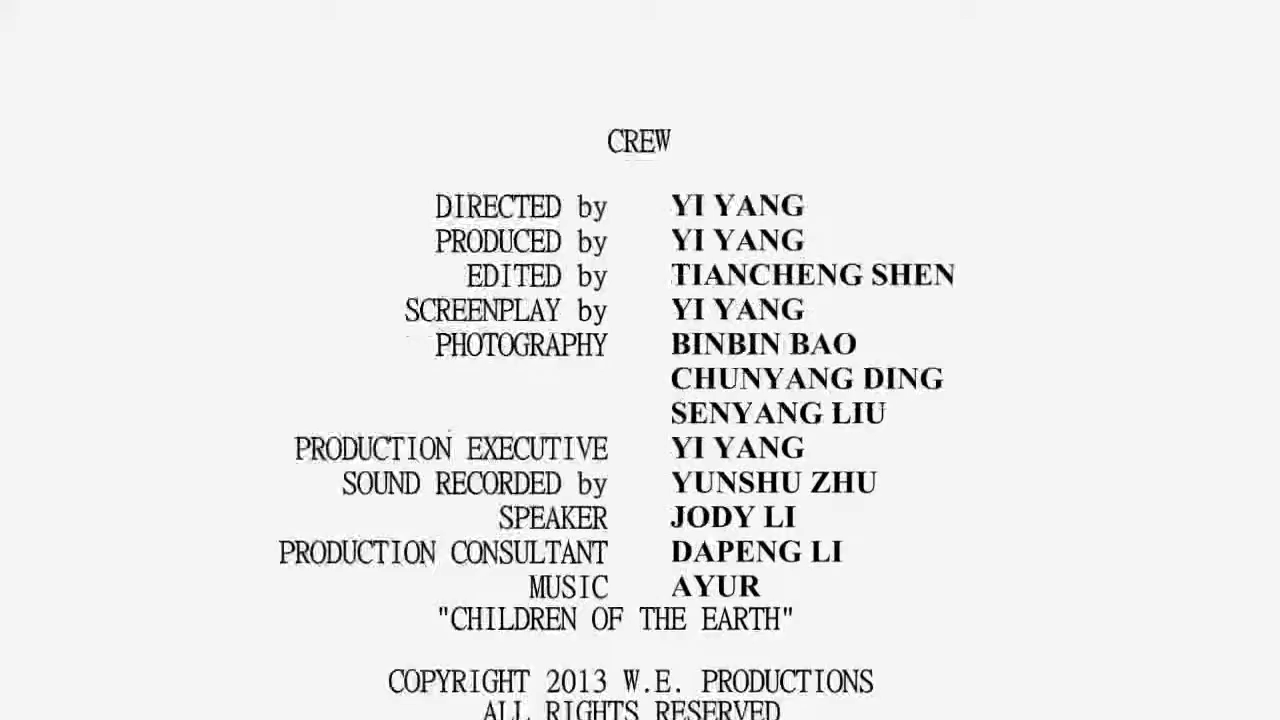 CREW
DIRECTED by YI YANG
PRODUCED by YI YANG
EDITED by TIANCHENG SHEN
SCREENPLAY by YI YANG
PHOTOGRAPHY BINBIN BAO
CHUNYANG DING
SENYANG LIU
PRODUCTION EXECUTIVE YI YANG
SOUND RECORDED by YUNSHU ZHU
SPEAKER JODY LI
PRODUCTION CONSULTANT DAPENG LI
MUSIC AYUR
"CHILDREN OF THE EARTH"
COPYRIGHT 2013 W.E. PRODUCTIONS
ALL RIGHTS RESERVED